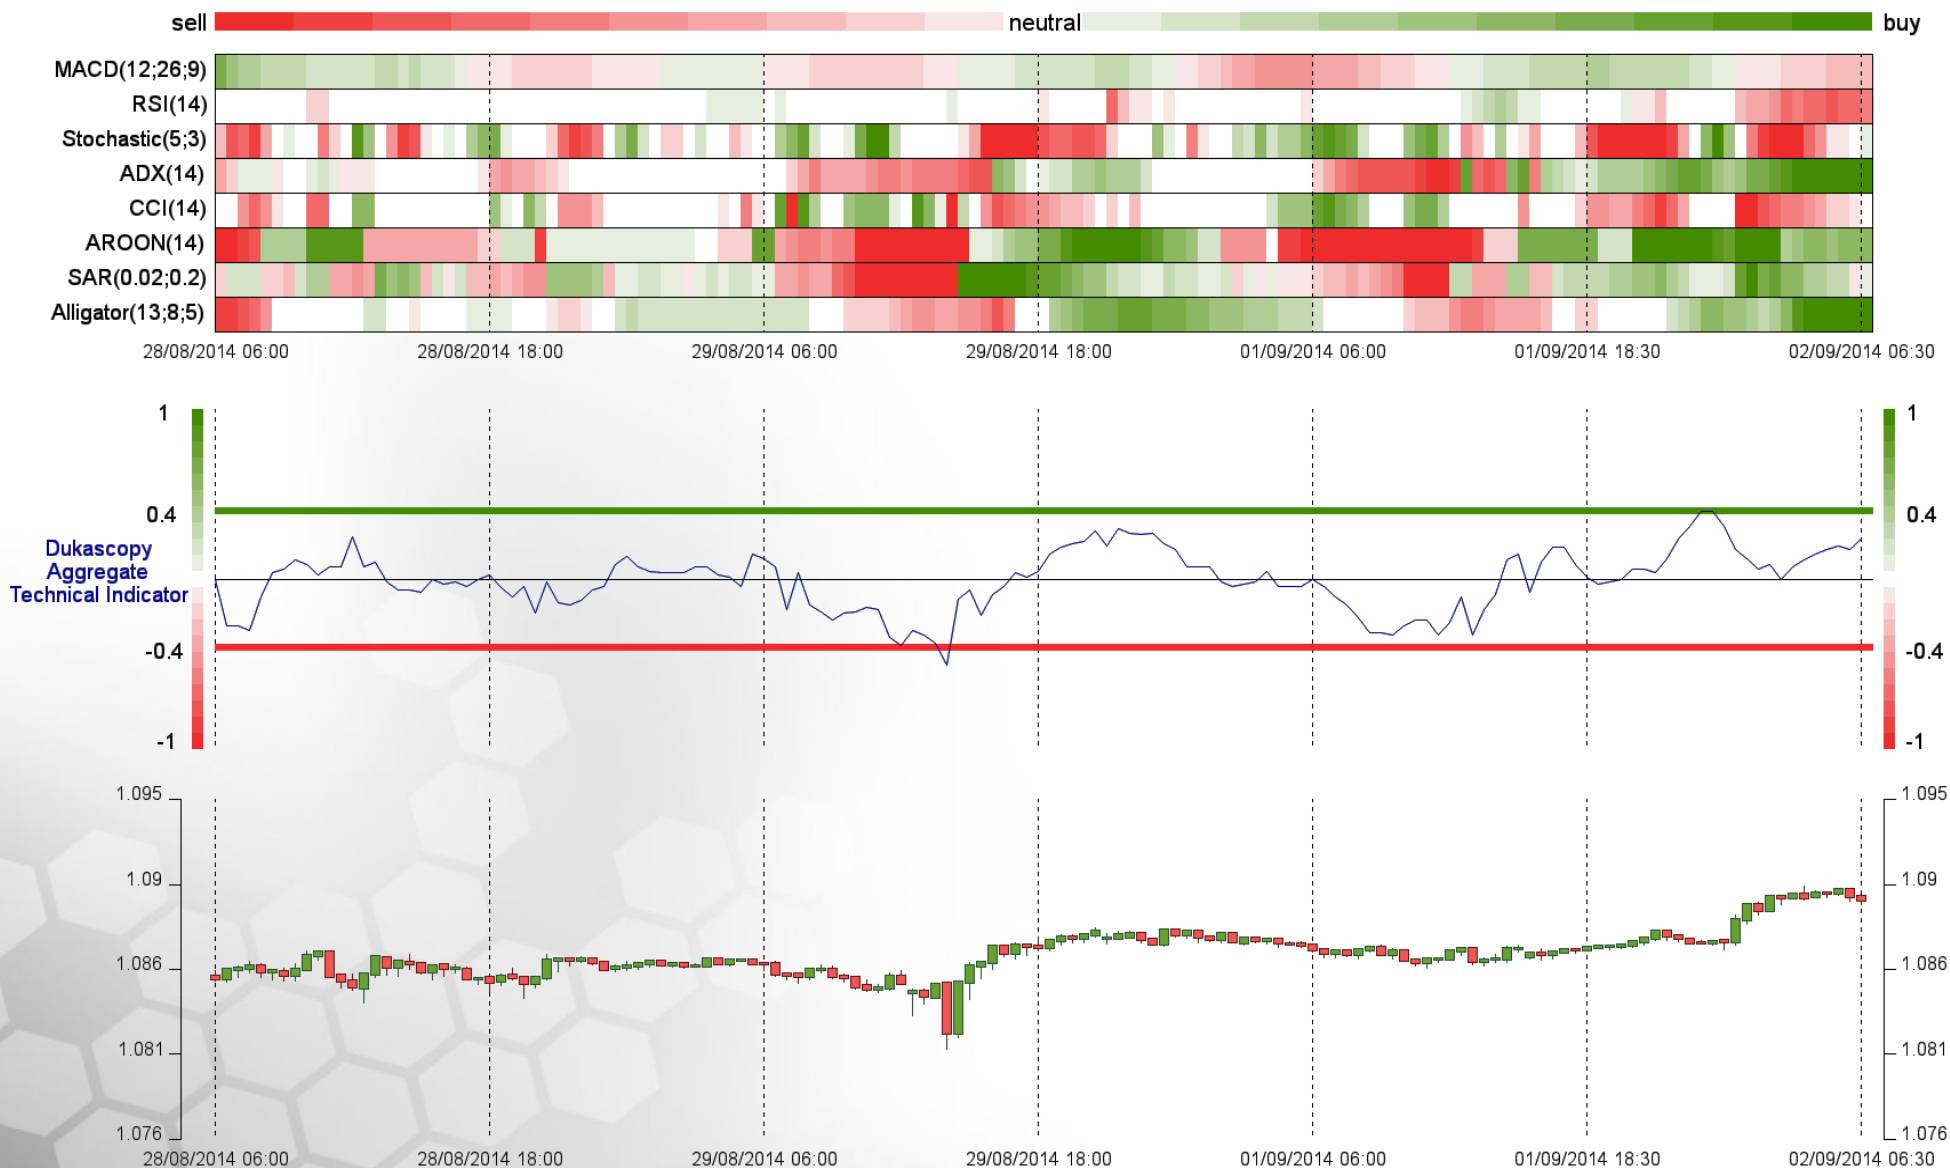 sell neutral buy
MACD(12;26;9)
RSI(14)
Stochastic(5;3)
ADX(14)
CCI(14)
AROON(14)
SAR(0.02;0.2)
Alligator(13;8;5)
28/08/2014 06:00 28/08/2014 18:00 29/08/2014 06:00 29/08/2014 18:00 01/09/2014 06:00 01/09/2014 18:30 02/09/2014 06:30
1 1
0.4 0.4
Dukascopy
Aggregate
Technical Indicator
-0.4 -0.4
-1 -1
1.095 1.095
1.09 1.09
1.086 1.086
1.081 1.081
1.076 1.076
28/08/2014 06:00 28/08/2014 18:00 29/08/2014 06:00 29/08/2014 18:00 01/09/2014 06:00 01/09/2014 18:30 02/09/2014 06:30